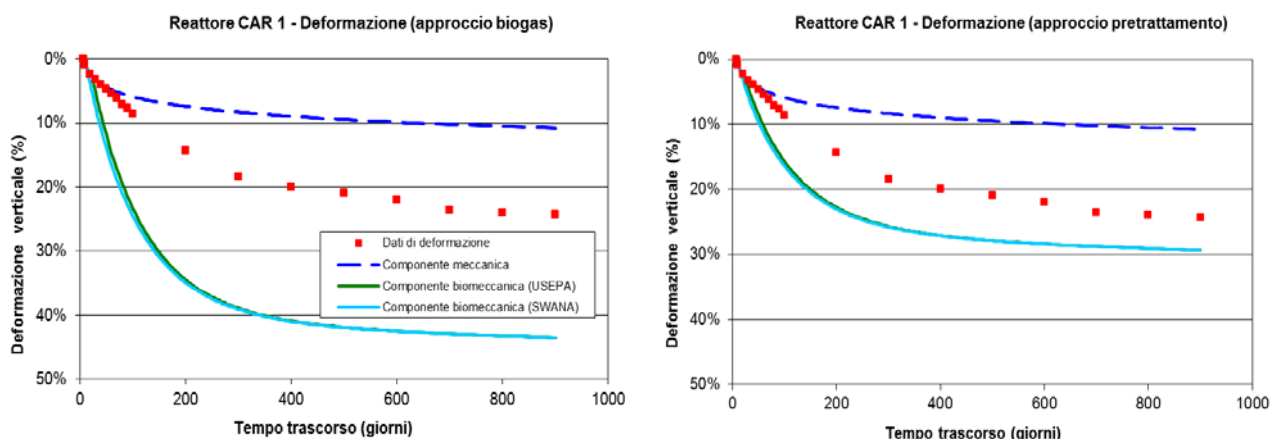 Reattore CAR 1 - Deformazione (approccio biogas)
0%
10%
20%
30%
40%
50%
Deformazione verticale (%)
Dati di deformazione
Componente meccanica
Componente biomeccanica (USEPA)
Componente biomeccanica (SWANA)
0 200 400 600 800 1000
Tempo trascorso (giorni)
Reattore CAR 1 - Deformazione (approccio pretrattamento)
0%
10%
20%
30%
40%
50%
Deformazione verticale (%)
0 200 400 600 800 1000
Tempo trascorso (giorni)